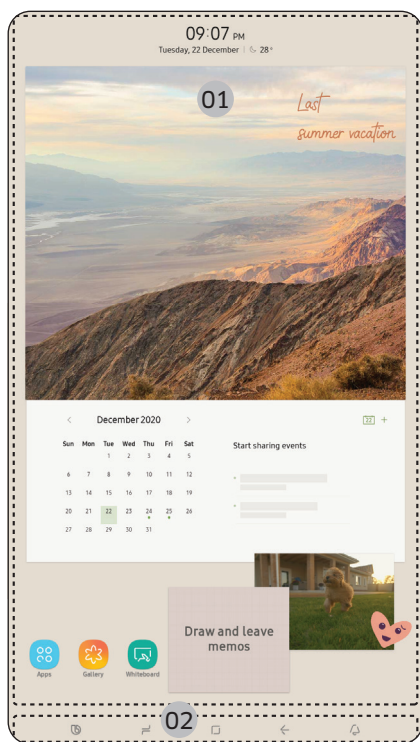 09:07 PM
Tuesday, 22 December | 28°
01
Last
summer vacation
December 2020
22
Sun Mon Tue Wed Thu Fri Sat
1 2 3 4 5
6 7 8 9 10 11 12
13 14 15 16 17 18 19
20 21 22 23 24 25 26
27 28 29 30 31
Start sharing events
Draw and leave
memos
Apps
Gallery
Whiteboard
02